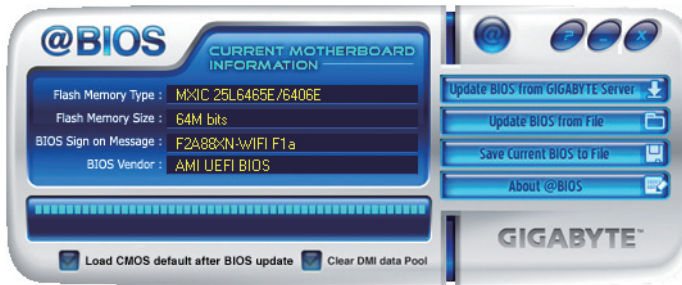 @BIOS
CURRENT MOTHERBOARD
INFORMATION
Flash Memory Type : MXIC 25L6465E/6406E
Flash Memory Size : 64M bits
BIOS Sign on Message : F2A88XN-WIFI F1a
BIOS Vendor : AMI UEFI BIOS
Load CMOS default after BIOS update
Clear DMI data Pool
@ ? – X
Update BIOS from GIGABYTE Server
Update BIOS from File
Save Current BIOS to File
About @BIOS
GIGABYTE™